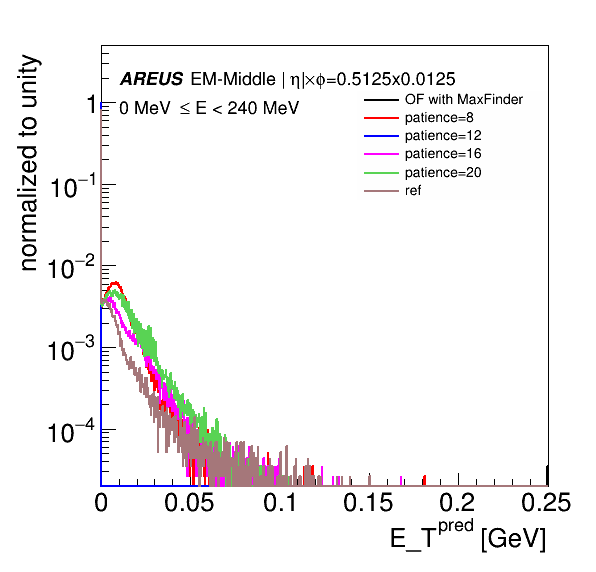 AREUS EM-Middle | η|×φ=0.5125x0.0125
0 MeV ≤ E < 240 MeV
OF with MaxFinder
patience=8
patience=12
patience=16
patience=20
ref
normalized to unity
1
10⁻¹
10⁻²
10⁻³
10⁻⁴
0 0.05 0.1 0.15 0.2 0.25
E_T^pred [GeV]